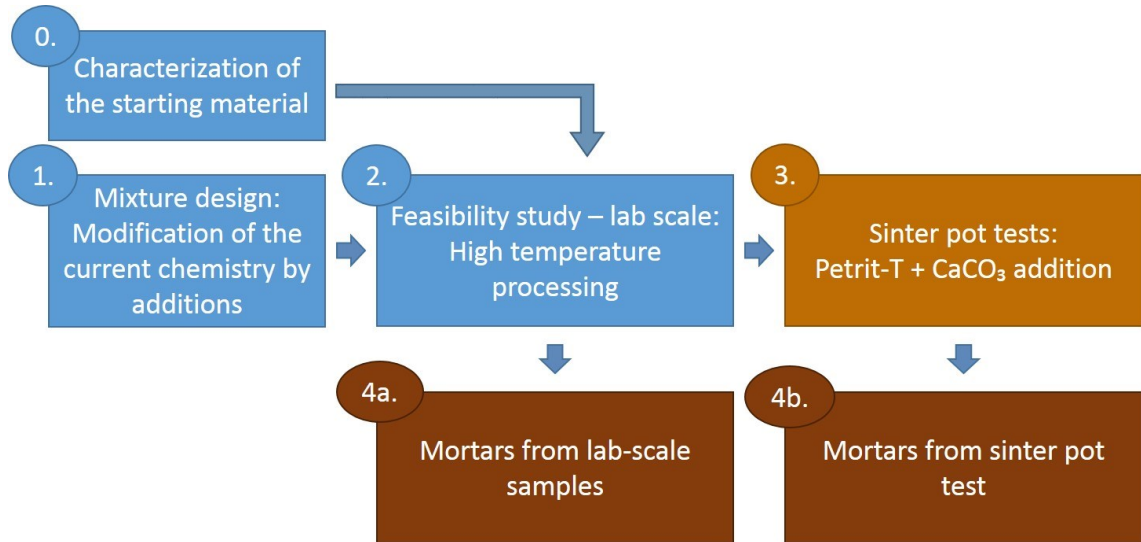 0.
Characterization of
the starting material
1.
Mixture design:
Modification of the
current chemistry by
additions
2.
Feasibility study – lab scale:
High temperature
processing
3.
Sinter pot tests:
Petrit-T + CaCO₃ addition
4a.
Mortars from lab-scale
samples
4b.
Mortars from sinter pot
test